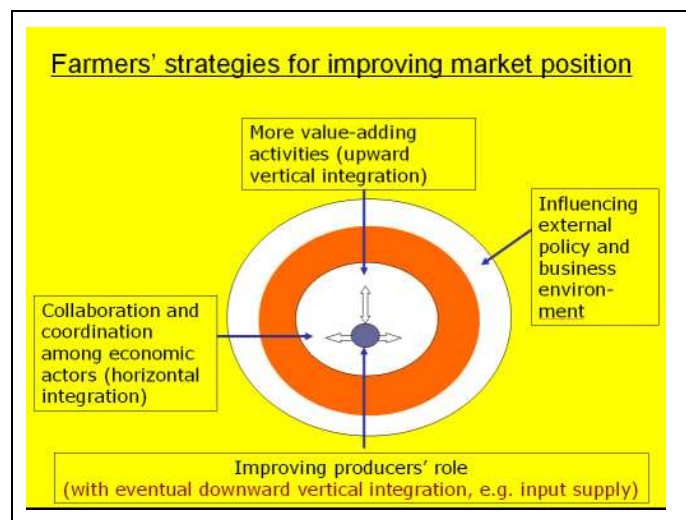 Farmers' strategies for improving market position
More value-adding
activities (upward
vertical integration)
Influencing
external
policy and
business
environ-
ment
Collaboration and
coordination
among economic
actors (horizontal
integration)
Improving producers' role
(with eventual downward vertical integration, e.g. input supply)